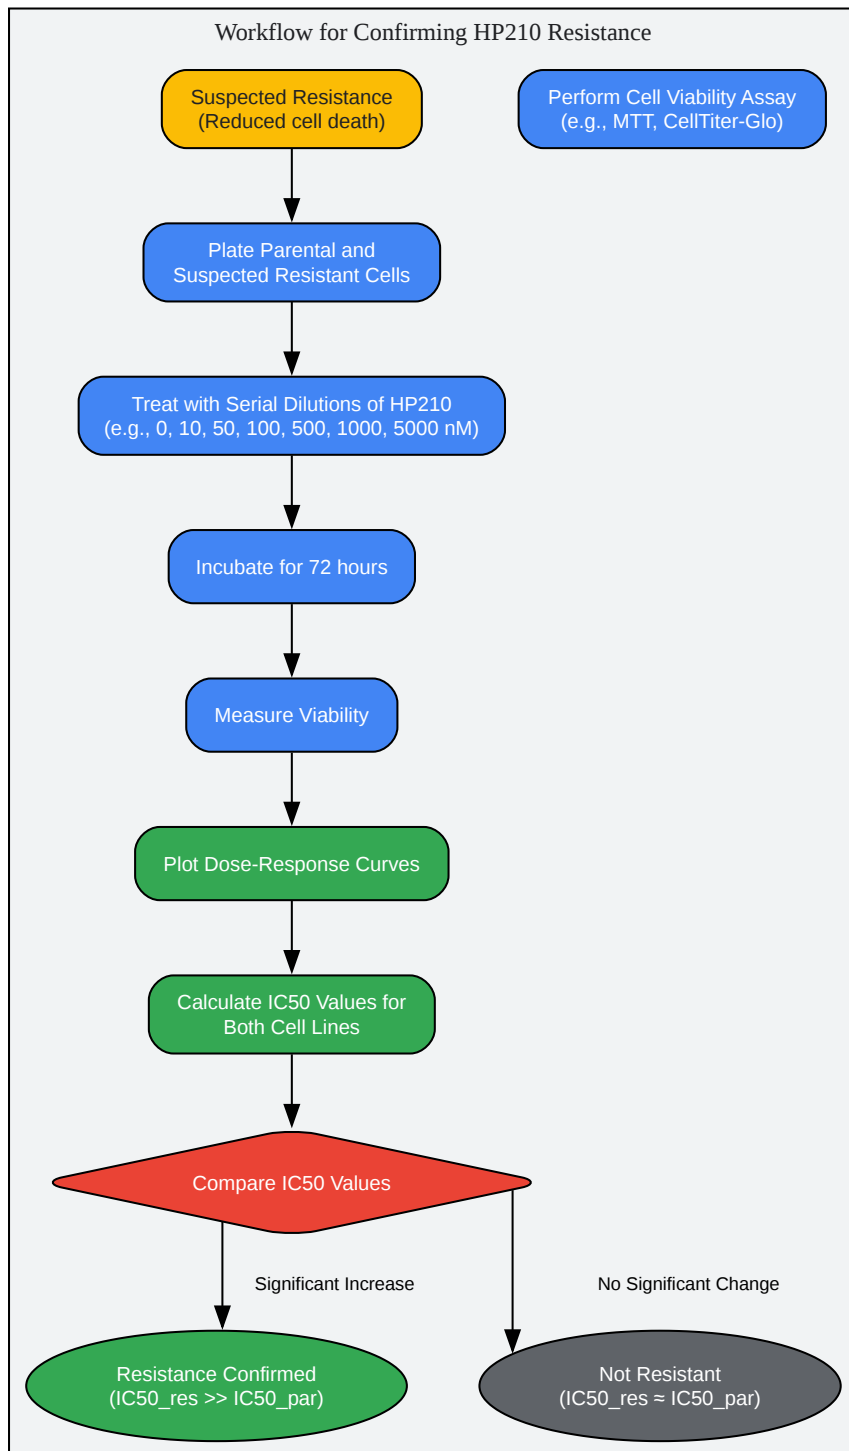 Workflow for Confirming HP210 Resistance
Suspected Resistance
(Reduced cell death)
Perform Cell Viability Assay
(e.g., MTT, CellTiter-Glo)
Plate Parental and
Suspected Resistant Cells
Treat with Serial Dilutions of HP210
(e.g., 0, 10, 50, 100, 500, 1000, 5000 nM)
Incubate for 72 hours
Measure Viability
Plot Dose-Response Curves
Calculate IC50 Values for
Both Cell Lines
Compare IC50 Values
Significant Increase
No Significant Change
Resistance Confirmed
(IC50_res >> IC50_par)
Not Resistant
(IC50_res ≈ IC50_par)